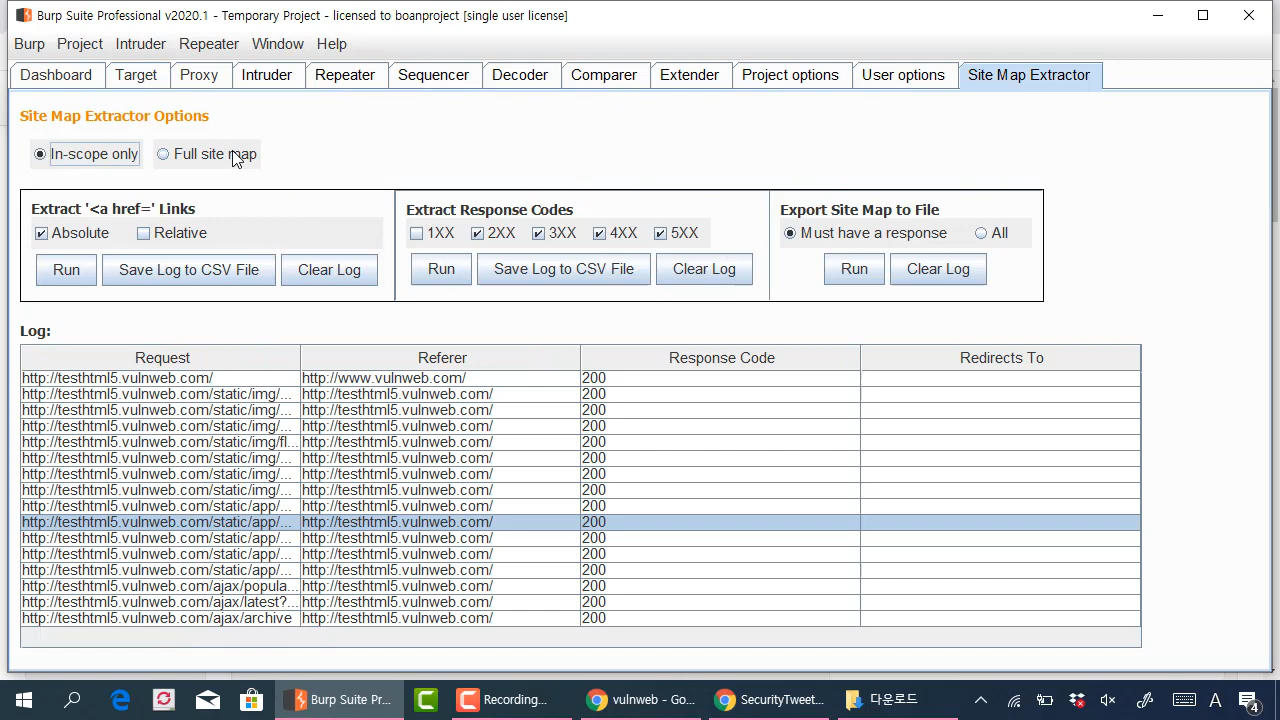 Burp Suite Professional v2020.1 - Temporary Project - licensed to boanproject [single user license]
Burp Project Intruder Repeater Window Help
Dashboard Target Proxy Intruder Repeater Sequencer Decoder Comparer Extender Project options User options Site Map Extractor
Site Map Extractor Options
In-scope only Full site map
Extract '<a href=' Links Extract Response Codes Export Site Map to File
Absolute Relative 1XX 2XX 3XX 4XX 5XX Must have a response All
Run Save Log to CSV File Clear Log Run Save Log to CSV File Clear Log Run Clear Log
Log:
Request Referer Response Code Redirects To
http://testhtml5.vulnweb.com/ http://www.vulnweb.com/ 200
http://testhtml5.vulnweb.com/static/img/... http://testhtml5.vulnweb.com/ 200
http://testhtml5.vulnweb.com/static/img/... http://testhtml5.vulnweb.com/ 200
http://testhtml5.vulnweb.com/static/img/... http://testhtml5.vulnweb.com/ 200
http://testhtml5.vulnweb.com/static/img/fl... http://testhtml5.vulnweb.com/ 200
http://testhtml5.vulnweb.com/static/img/... http://testhtml5.vulnweb.com/ 200
http://testhtml5.vulnweb.com/static/img/... http://testhtml5.vulnweb.com/ 200
http://testhtml5.vulnweb.com/static/img/... http://testhtml5.vulnweb.com/ 200
http://testhtml5.vulnweb.com/static/app/... http://testhtml5.vulnweb.com/ 200
http://testhtml5.vulnweb.com/static/app/... http://testhtml5.vulnweb.com/ 200
http://testhtml5.vulnweb.com/static/app/... http://testhtml5.vulnweb.com/ 200
http://testhtml5.vulnweb.com/static/app/... http://testhtml5.vulnweb.com/ 200
http://testhtml5.vulnweb.com/static/app/... http://testhtml5.vulnweb.com/ 200
http://testhtml5.vulnweb.com/ajax/popula... http://testhtml5.vulnweb.com/ 200
http://testhtml5.vulnweb.com/ajax/latest?... http://testhtml5.vulnweb.com/ 200
http://testhtml5.vulnweb.com/ajax/archive http://testhtml5.vulnweb.com/ 200
Burp Suite Pr... Recording... vulnweb - Go... SecurityTweet... 다운로드 A 4